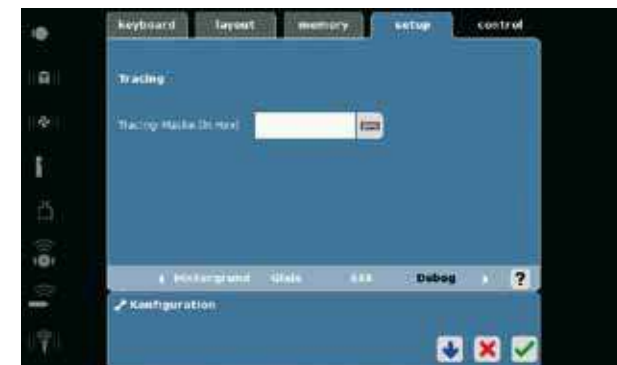 keyboard layout memory setup control
Tracing
Tracing Maske (in Hex)
Hintergrund Gleis Debug
?
Konfiguration